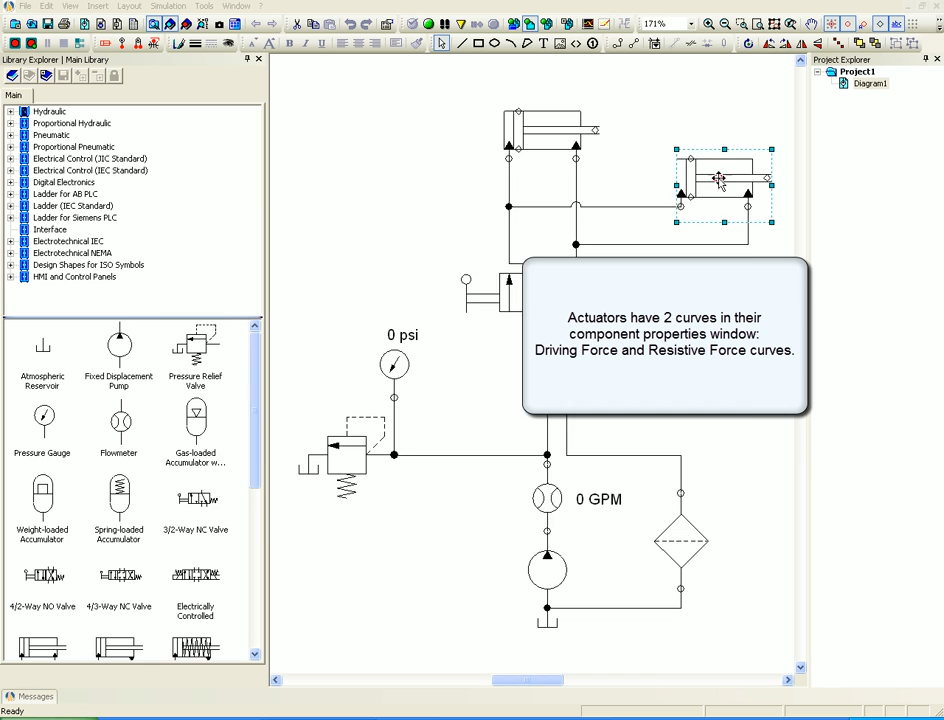 File Edit View Insert Layout Simulation Tools Window ?
171%
Library Explorer | Main Library
Main
Hydraulic
Proportional Hydraulic
Pneumatic
Proportional Pneumatic
Electrical Control (JIC Standard)
Electrical Control (IEC Standard)
Digital Electronics
Ladder for AB PLC
Ladder (IEC Standard)
Ladder for Siemens PLC
Interface
Electrotechnical IEC
Electrotechnical NEMA
Design Shapes for ISO Symbols
HMI and Control Panels
Atmospheric Reservoir
Fixed Displacement Pump
Pressure Relief Valve
Pressure Gauge
Flowmeter
Gas-loaded Accumulator w...
Weight-loaded Accumulator
Spring-loaded Accumulator
3/2-Way NC Valve
4/2-Way NO Valve
4/3-Way NC Valve
Electrically Controlled
0 psi
0 GPM
Actuators have 2 curves in their
component properties window:
Driving Force and Resistive Force curves.
Project Explorer
Project1
Diagram1
Messages
Ready